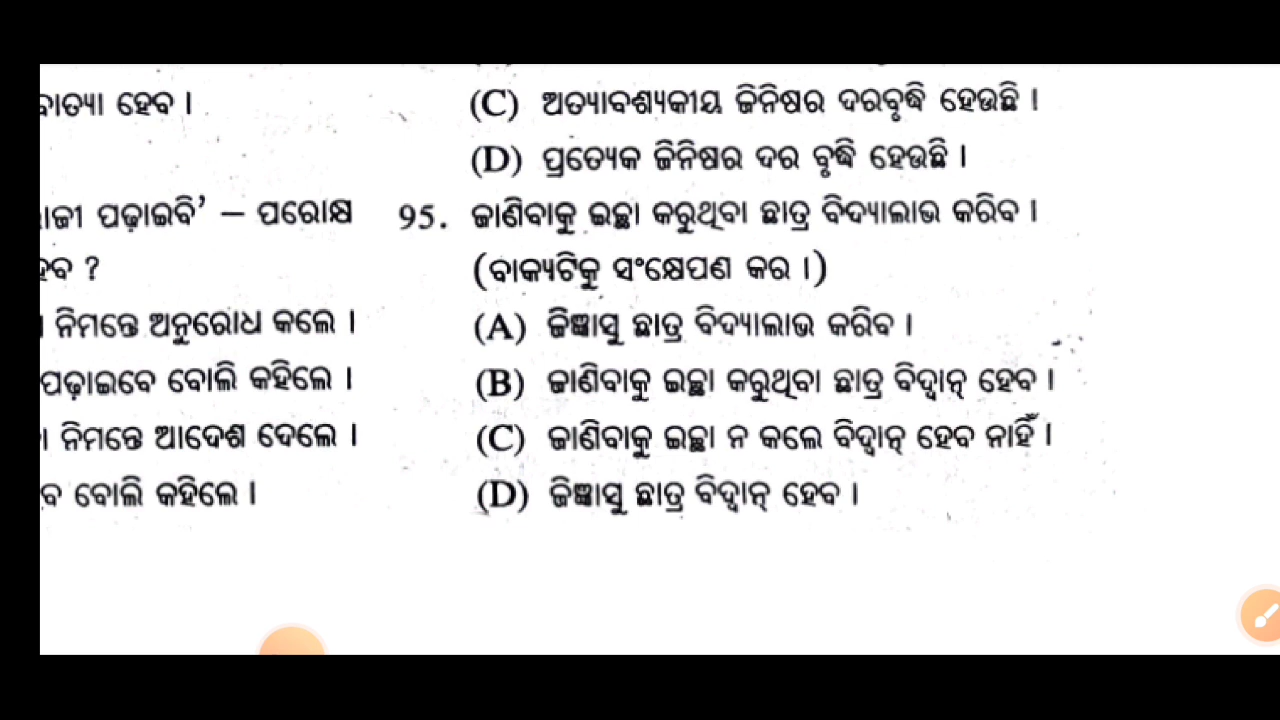 ବାତ୍ୟା ହେବ ।
ପଢ଼ାଇବି’ – ପରୋକ୍ଷ
?
ନିମନ୍ତେ ଅନୁରୋଧ କଲେ ।
ପଢ଼ାଇବେ ବୋଲି କହିଲେ ।
ନିମନ୍ତେ ଆଦେଶ ଦେଲେ ।
ବୋଲି କହିଲେ ।
(C) ଅତ୍ୟାବଶ୍ୟକୀୟ ଜିନିଷର ଦରବୃଦ୍ଧି ହେଉଛି ।
(D) ପ୍ରତ୍ୟେକ ଜିନିଷର ଦର ବୃଦ୍ଧି ହେଉଛି ।
95. ଜାଣିବାକୁ ଇଚ୍ଛା କରୁଥିବା ଛାତ୍ର ବିଦ୍ୟାଲାଭ କରିବ ।
(ବାକ୍ୟଟିକୁ ସଂକ୍ଷେପଣ କର ।)
(A) ଜିଜ୍ଞାସୁ ଛାତ୍ର ବିଦ୍ୟାଲାଭ କରିବ ।
(B) ଜାଣିବାକୁ ଇଚ୍ଛା କରୁଥିବା ଛାତ୍ର ବିଦ୍ୱାନ୍ ହେବ ।
(C) ଜାଣିବାକୁ ଇଚ୍ଛା ନ କଲେ ବିଦ୍ୱାନ୍ ହେବ ନାହିଁ ।
(D) ଜିଜ୍ଞାସୁ ଛାତ୍ର ବିଦ୍ୱାନ୍ ହେବ ।